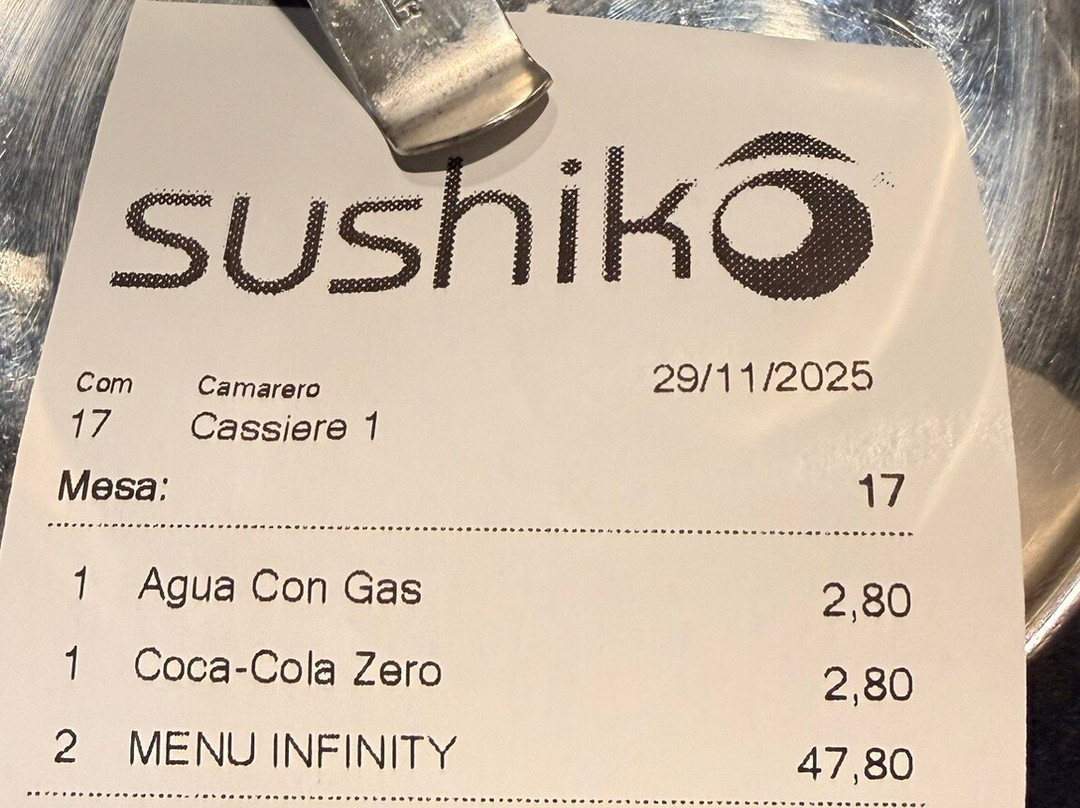 sushikô
Com Camarero 29/11/2025
17 Cassiere 1
Mesa: 17
1 Agua Con Gas 2,80
1 Coca-Cola Zero 2,80
2 MENU INFINITY 47,80